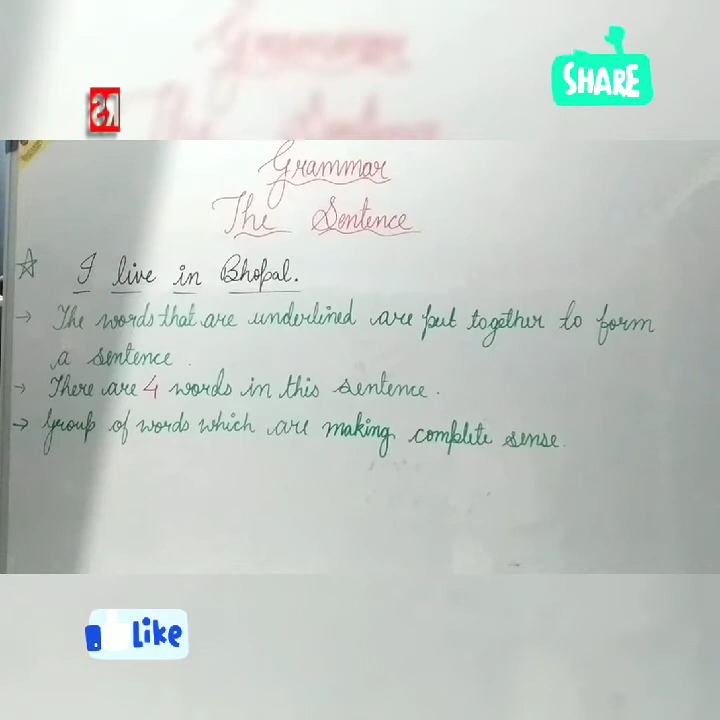 SHARE
RS
Grammar
The Sentence
I live in Bhopal.
→ The words that are underlined are put together to form
a sentence.
→ There are 4 words in this sentence.
→ Group of words which are making complete sense.
Like